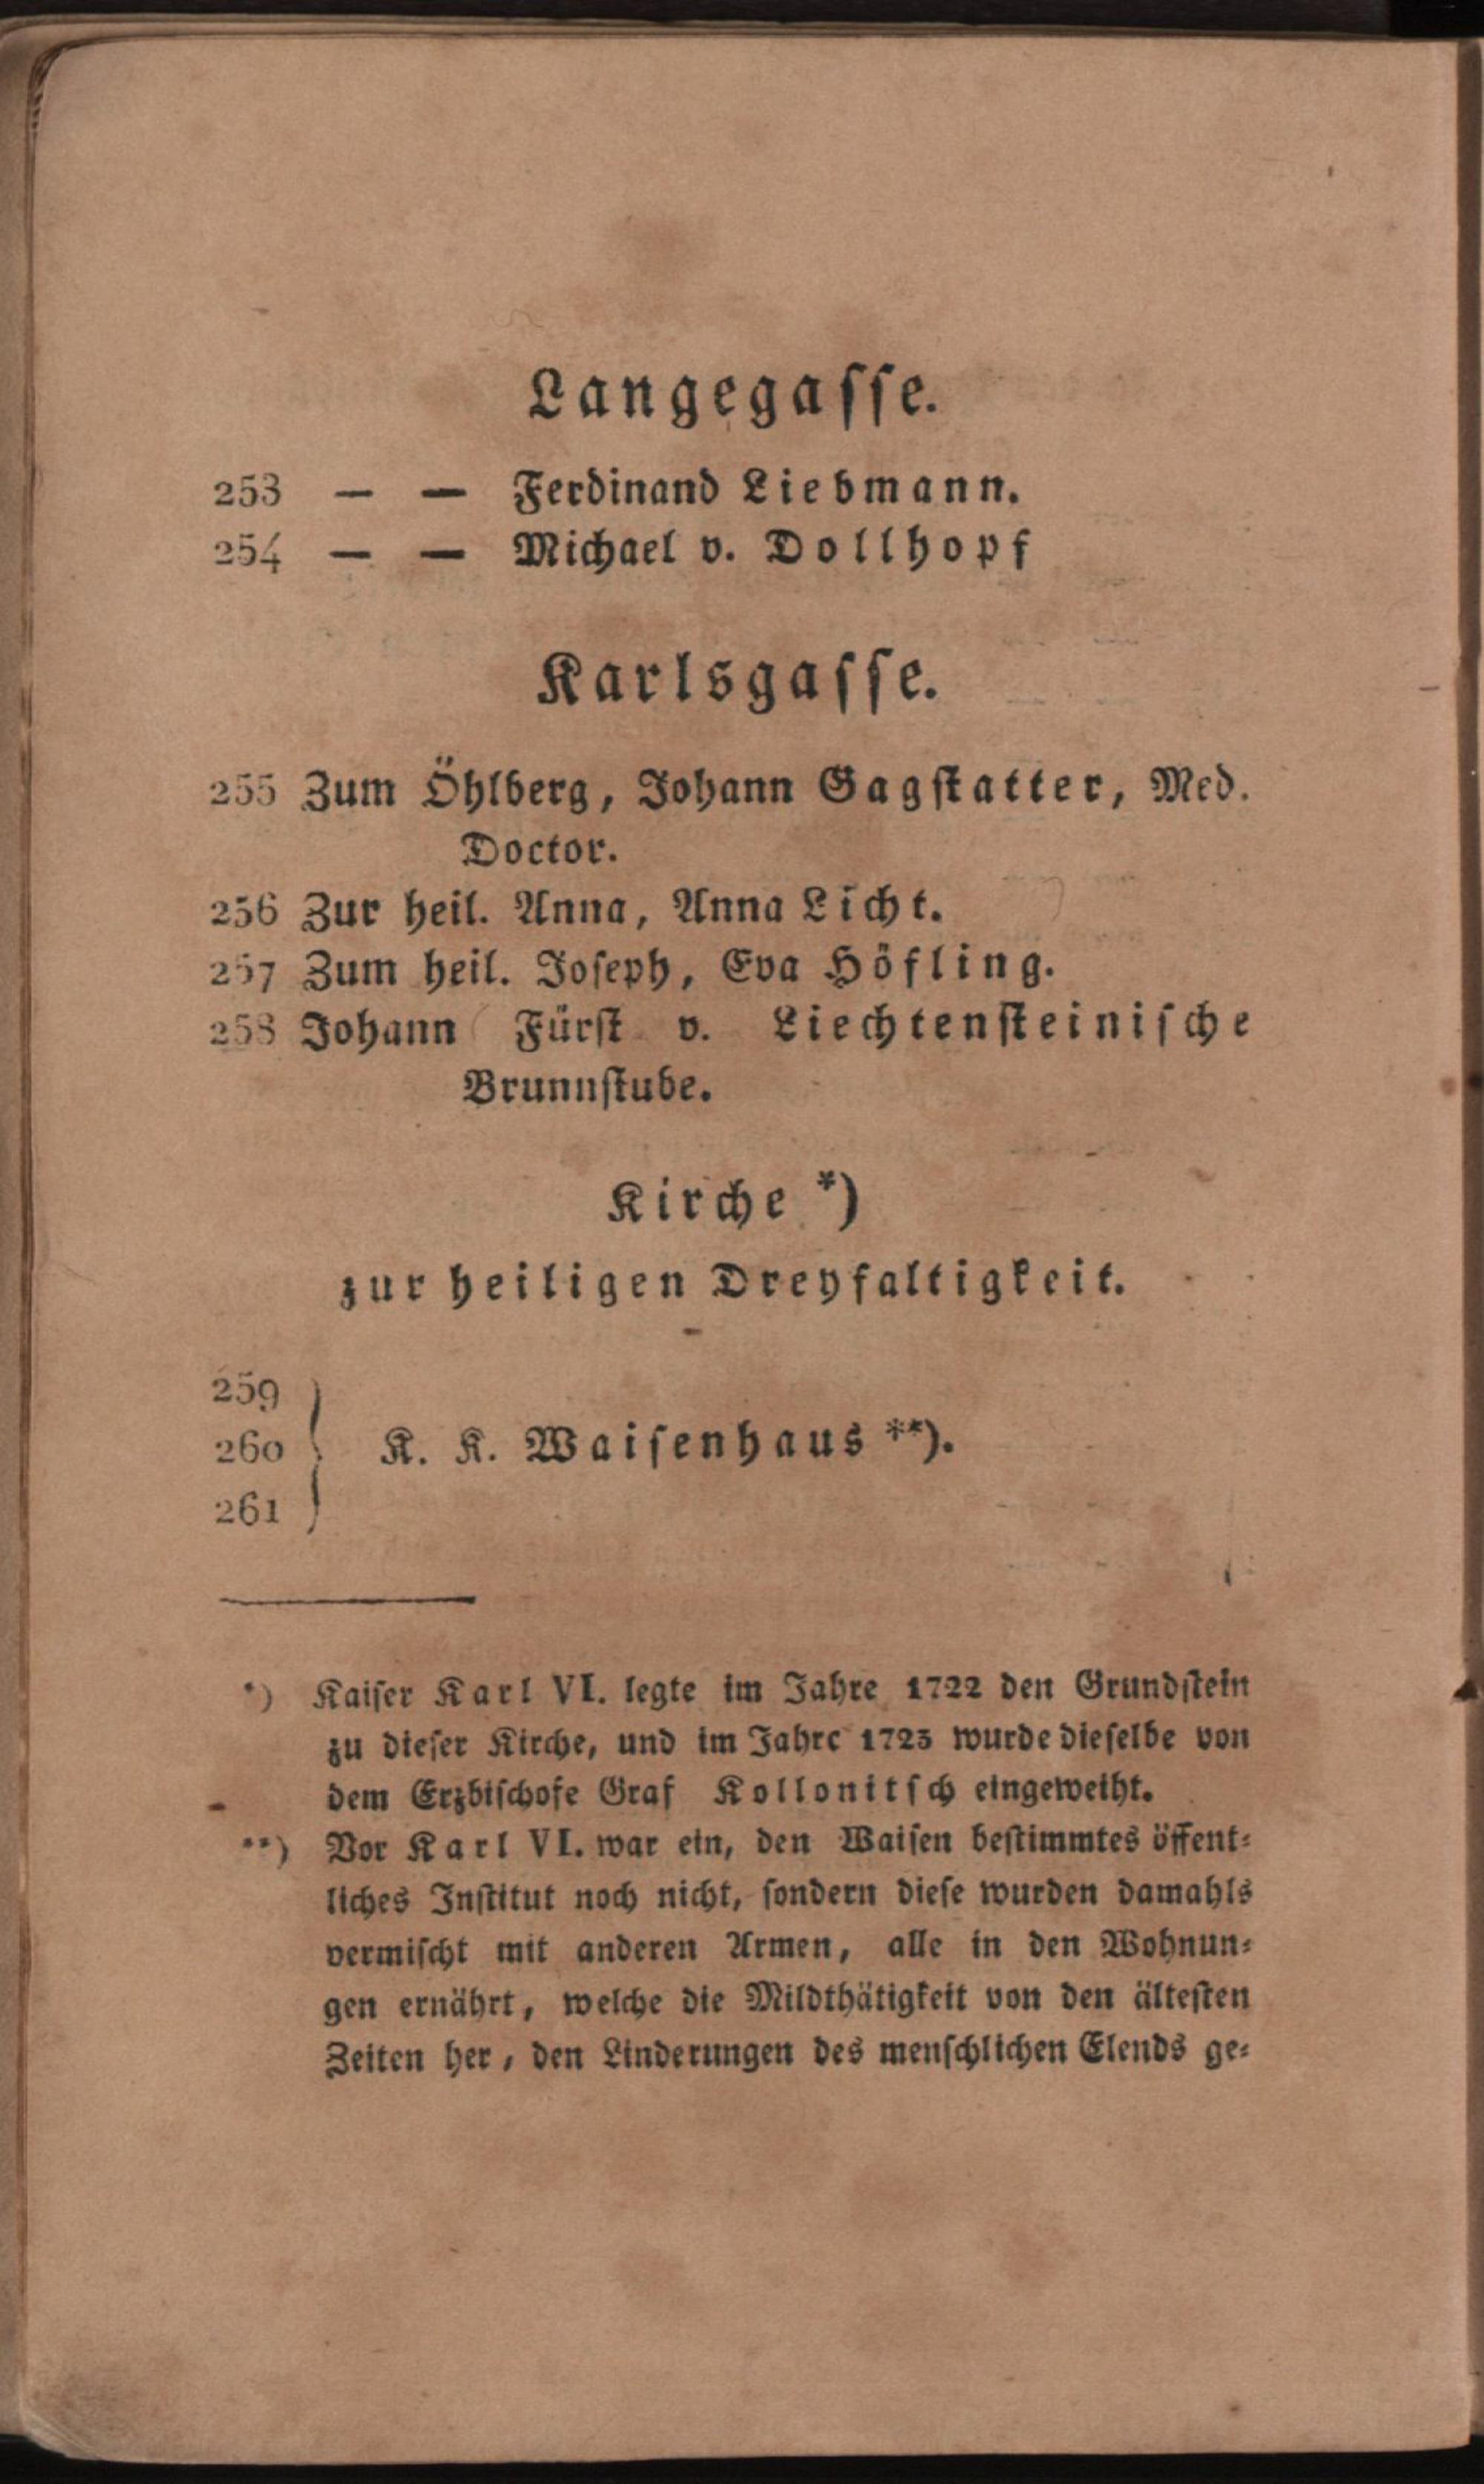 Langegasse.
253 — — Ferdinand Liebmann.
254 — — Michael v. Dollhopf
Karlsgasse.
255 Zum Öhlberg, Johann Gagstatter, Med.
Doctor.
256 Zur heil. Anna, Anna Licht.
257 Zum heil. Joseph, Eva Höfling.
258 Johann Fürst v. Liechtensteinische
Brunnstube.
Kirche *)
zur heiligen Dreyfaltigkeit.
259
260 K. K. Waisenhaus **).
261
*) Kaiser Karl VI. legte im Jahre 1722 den Grundstein
zu dieser Kirche, und im Jahre 1723 wurde dieselbe von
dem Erzbischofe Graf Kollonitsch eingeweiht.
**) Vor Karl VI. war ein, den Waisen bestimmtes öffent-
liches Institut noch nicht, sondern diese wurden damahls
vermischt mit anderen Armen, alle in den Wohnun-
gen ernährt, welche die Mildthätigkeit von den ältesten
Zeiten her, den Linderungen des menschlichen Elends ge-